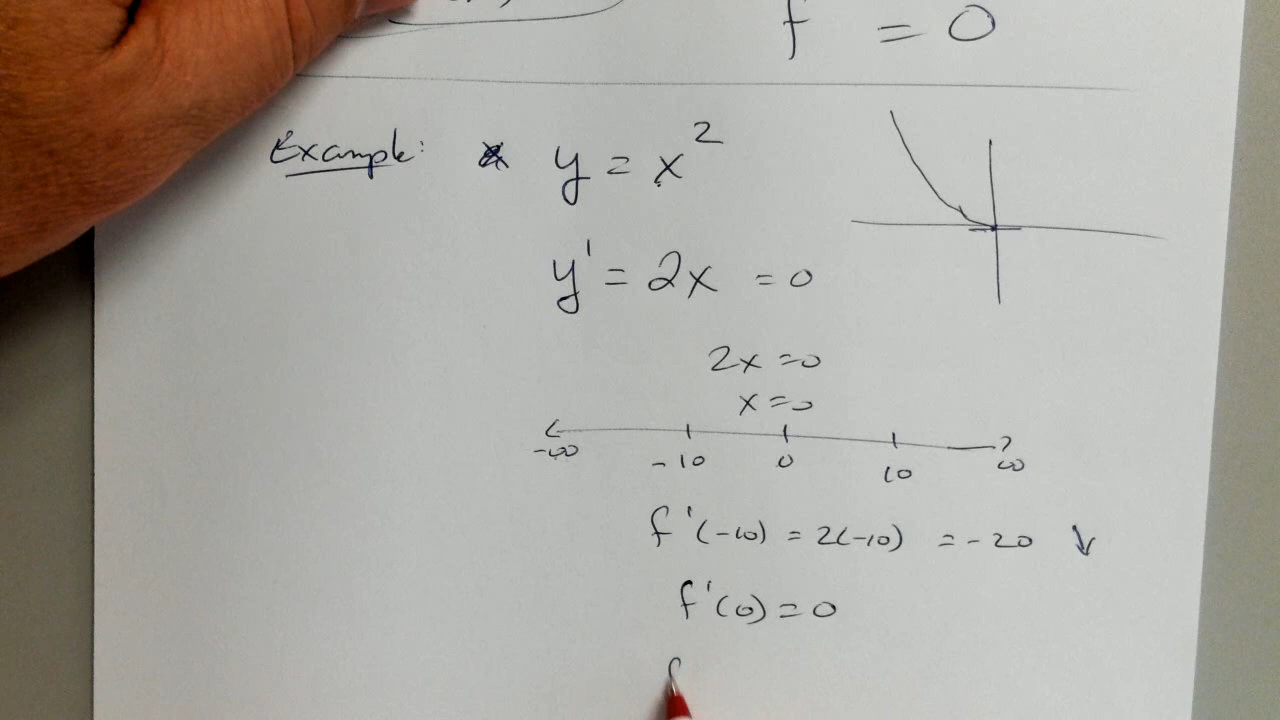 f = 0
Example: y = x²
y' = 2x = 0
2x = 0
x = 0
-∞ -10 0 10 ∞
f'(-10) = 2(-10) = -20 ↓
f'(0) = 0